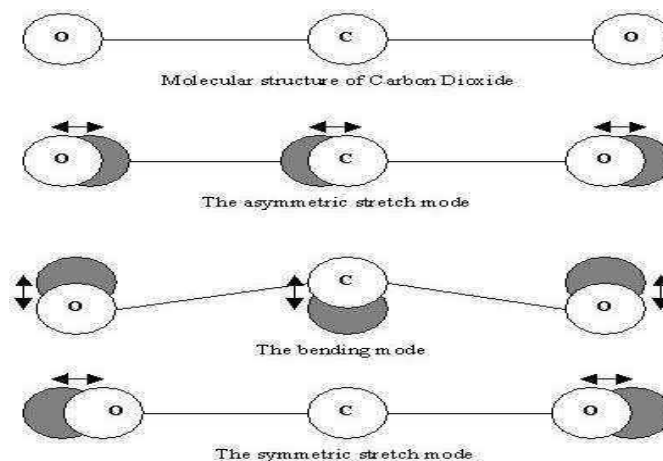 O C O
Molecular structure of Carbon Dioxide
O C O
The asymmetric stretch mode
O C O
The bending mode
O C O
The symmetric stretch mode